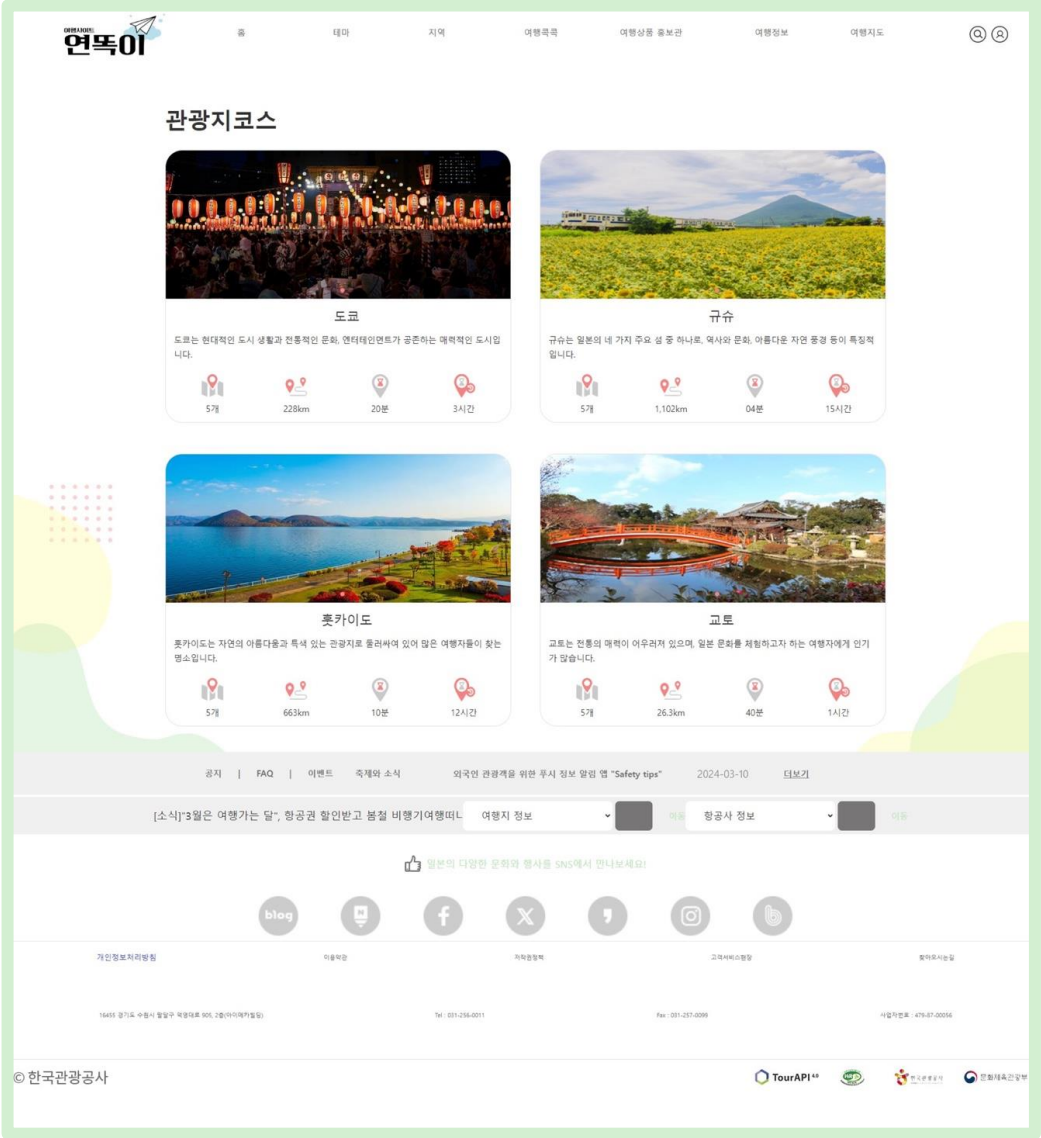 여행사이트
연똑이
홈 테마 지역 여행콕콕 여행상품 홍보관 여행정보 여행지도
관광지코스
도쿄
도쿄는 현대적인 도시 생활과 전통적인 문화, 엔터테인먼트가 공존하는 매력적인 도시입
니다.
5개 228km 20분 3시간
규슈
규슈는 일본의 네 가지 주요 섬 중 하나로, 역사와 문화, 아름다운 자연 풍경 등이 특징적
입니다.
5개 1,102km 04분 15시간
홋카이도
홋카이도는 자연의 아름다움과 특색 있는 관광지로 둘러싸여 있어 많은 여행자들이 찾는
명소입니다.
5개 663km 10분 12시간
교토
교토는 전통의 매력이 어우러져 있으며, 일본 문화를 체험하고자 하는 여행자에게 인기
가 많습니다.
5개 26.3km 40분 1시간
공지 | FAQ | 이벤트 축제와 소식 외국인 관광객을 위한 푸시 정보 알림 앱 "Safety tips" 2024-03-10 더보기
[소식]"3월은 여행가는 달", 항공권 할인받고 봄철 비행기여행떠나 여행지 정보 이동 항공사 정보 이동
일본의 다양한 문화와 행사를 SNS에서 만나보세요!
blog
개인정보처리방침 이용약관 저작권정책 고객서비스헌장 찾아오시는길
16455 경기도 수원시 팔달구 덕영대로 905, 2층(아이메카빌딩) Tel : 031-256-0011 Fax : 031-257-0099 사업자번호 : 479-87-00056
© 한국관광공사 TourAPI 4.0 한국관광공사 문화체육관광부